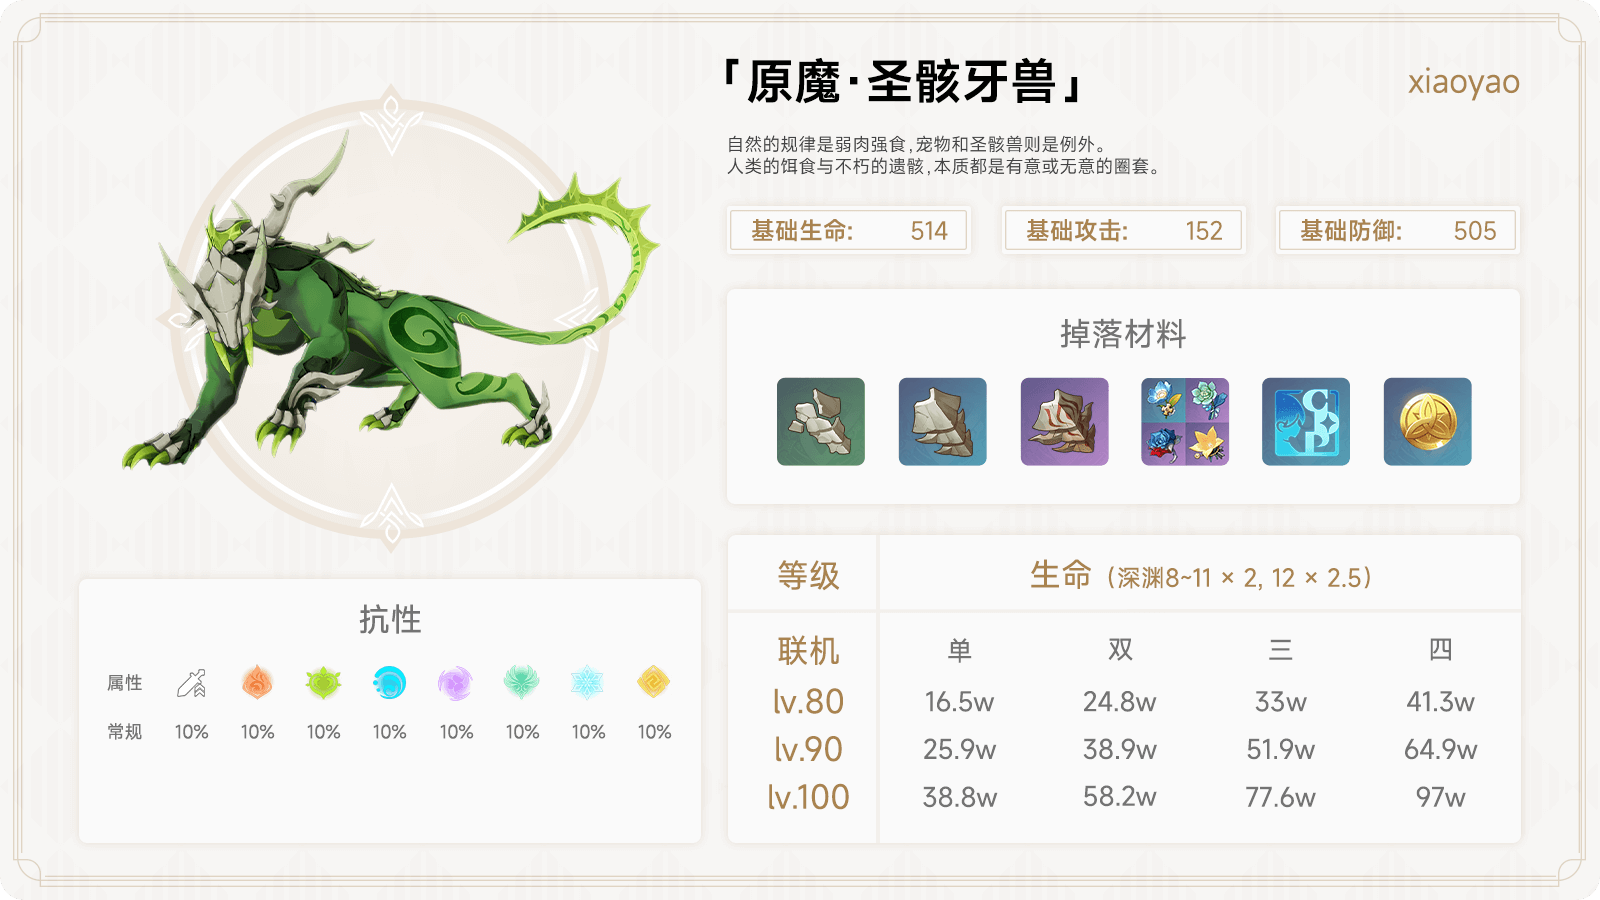 「原魔·圣骸牙兽」
xiaoyao
自然的规律是弱肉强食,宠物和圣骸兽则是例外。
人类的饵食与不朽的遗骸,本质都是有意或无意的圈套。
基础生命: 514
基础攻击: 152
基础防御: 505
掉落材料
抗性
属性
常规 10% 10% 10% 10% 10% 10% 10% 10%
等级 生命 (深渊8~11 × 2, 12 × 2.5)
联机 单 双 三 四
lv.80 16.5w 24.8w 33w 41.3w
lv.90 25.9w 38.9w 51.9w 64.9w
lv.100 38.8w 58.2w 77.6w 97w